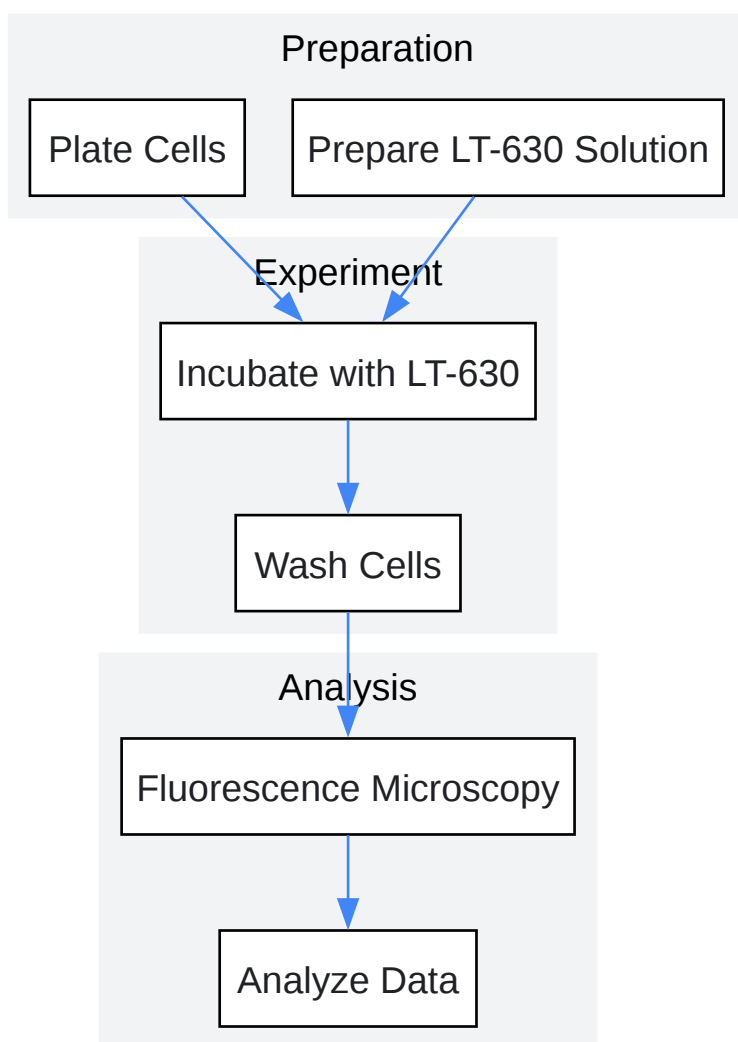 Preparation
Plate Cells
Prepare LT-630 Solution
Experiment
Incubate with LT-630
Wash Cells
Analysis
Fluorescence Microscopy
Analyze Data